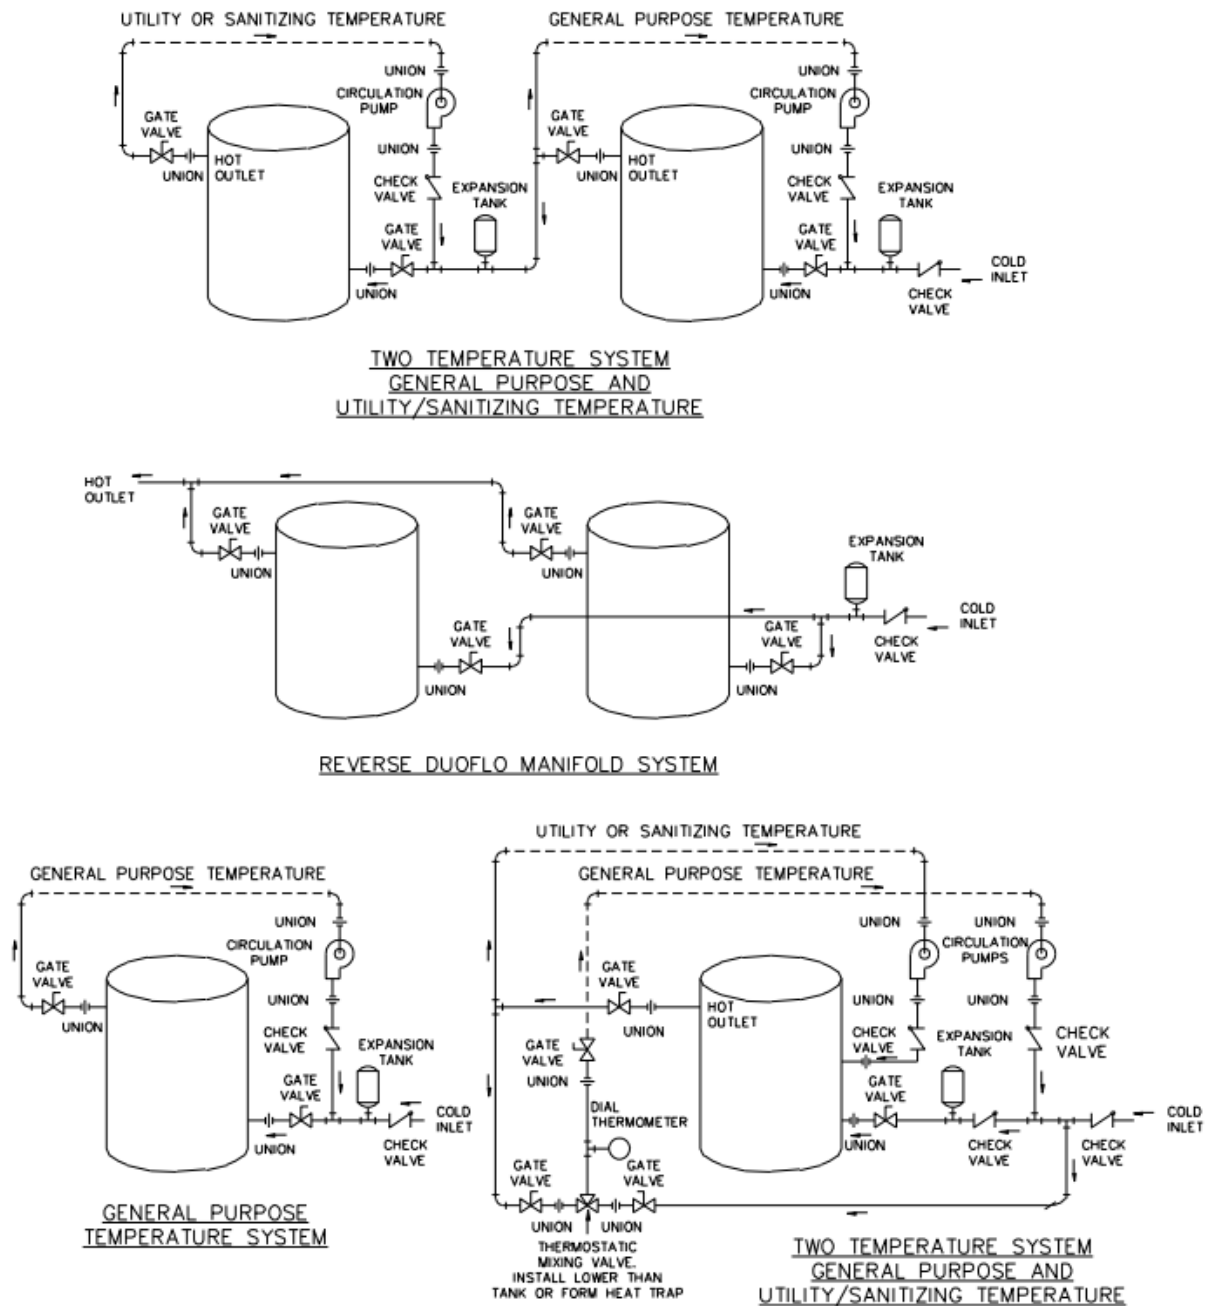 UTILITY OR SANITIZING TEMPERATURE
GENERAL PURPOSE TEMPERATURE
UNION
UNION
CIRCULATION
PUMP
CIRCULATION
PUMP
GATE
VALVE
GATE
VALVE
UNION
UNION
UNION
HOT
OUTLET
UNION
HOT
OUTLET
CHECK
VALVE
EXPANSION
TANK
CHECK
VALVE
EXPANSION
TANK
GATE
VALVE
GATE
VALVE
COLD
INLET
UNION
UNION
CHECK
VALVE
TWO TEMPERATURE SYSTEM
GENERAL PURPOSE AND
UTILITY/SANITIZING TEMPERATURE
HOT
OUTLET
GATE
VALVE
GATE
VALVE
EXPANSION
TANK
UNION
UNION
COLD
INLET
GATE
VALVE
GATE
VALVE
CHECK
VALVE
UNION
UNION
REVERSE DUOFLO MANIFOLD SYSTEM
GENERAL PURPOSE TEMPERATURE
UNION
CIRCULATION
PUMP
GATE
VALVE
UNION
UNION
CHECK
VALVE
EXPANSION
TANK
GATE
VALVE
COLD
INLET
UNION
CHECK
VALVE
GENERAL PURPOSE
TEMPERATURE SYSTEM
UTILITY OR SANITIZING TEMPERATURE
GENERAL PURPOSE TEMPERATURE
UNION
UNION
CIRCULATION
PUMPS
GATE
VALVE
UNION
UNION
HOT
OUTLET
UNION
GATE
VALVE
CHECK
VALVE
EXPANSION
TANK
CHECK
VALVE
UNION
GATE
VALVE
DIAL
THERMOMETER
COLD
INLET
UNION
CHECK
VALVE
CHECK
VALVE
GATE
VALVE
GATE
VALVE
UNION
UNION
THERMOSTATIC
MIXING VALVE.
INSTALL LOWER THAN
TANK OR FORM HEAT TRAP
TWO TEMPERATURE SYSTEM
GENERAL PURPOSE AND
UTILITY/SANITIZING TEMPERATURE